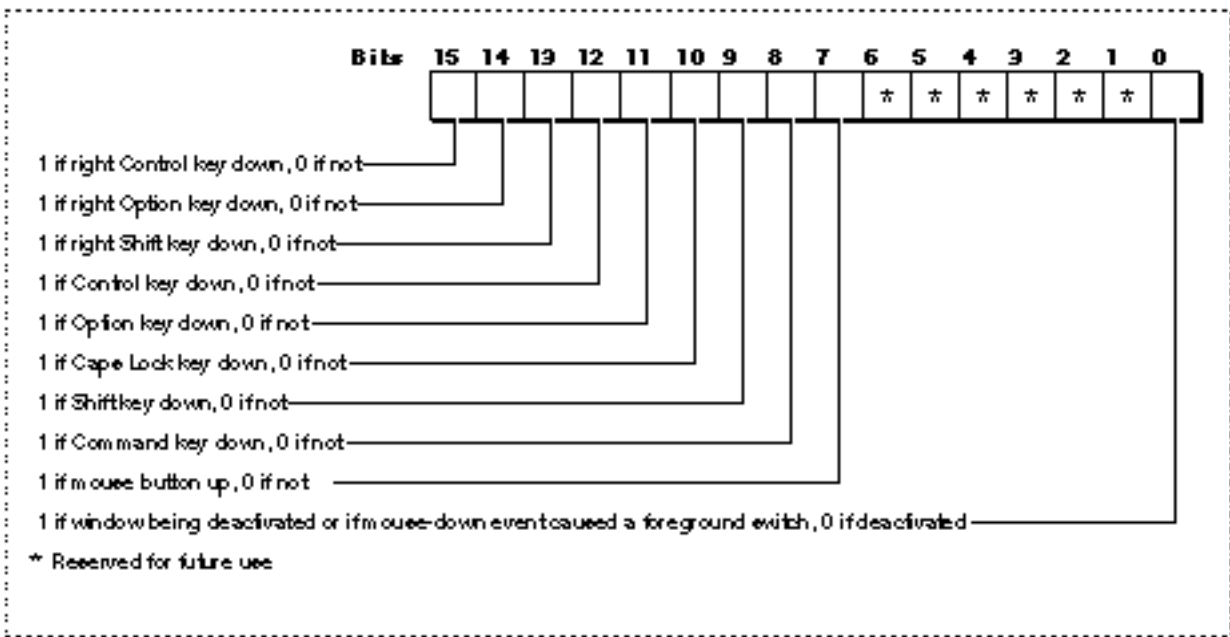 Bits 15 14 13 12 11 10 9 8 7 6 5 4 3 2 1 0
* * * * * *
1 if right Control key down, 0 if not
1 if right Option key down, 0 if not
1 if right Shift key down, 0 if not
1 if Control key down, 0 if not
1 if Option key down, 0 if not
1 if Caps Lock key down, 0 if not
1 if Shift key down, 0 if not
1 if Command key down, 0 if not
1 if mouse button up, 0 if not
1 if window being deactivated or if mouse-down event caused a foreground switch, 0 if deactivated
* Reserved for future use